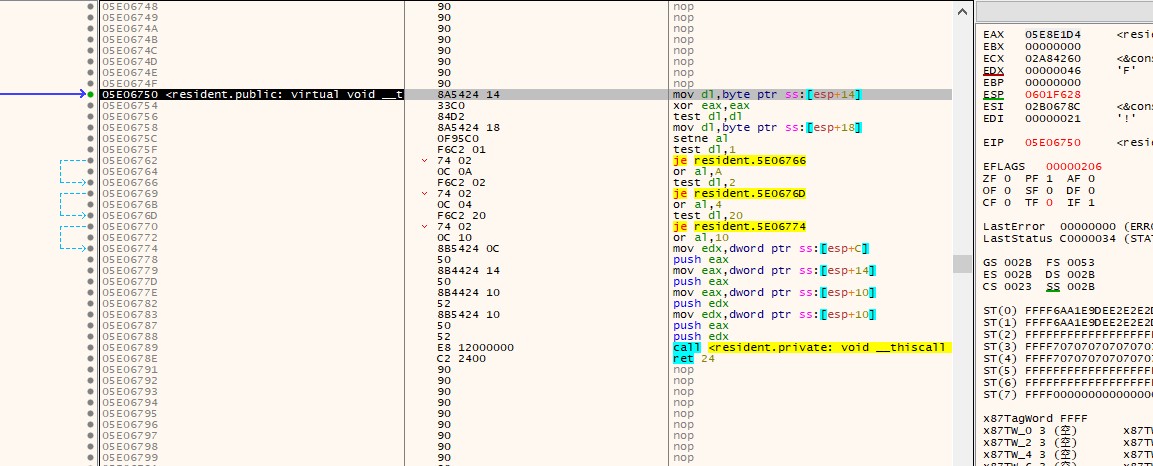 05E06748 90 nop
05E06749 90 nop
05E0674A 90 nop
05E0674B 90 nop
05E0674C 90 nop
05E0674D 90 nop
05E0674E 90 nop
05E0674F 90 nop
05E06750 <resident.public: virtual void __t 8A5424 14 mov dl,byte ptr ss:[esp+14]
05E06754 33C0 xor eax,eax
05E06756 84D2 test dl,dl
05E06758 8A5424 18 mov dl,byte ptr ss:[esp+18]
05E0675C 0F95C0 setne al
05E0675F F6C2 01 test dl,1
05E06762 74 02 je resident.5E06766
05E06764 0C 0A or al,A
05E06766 F6C2 02 test dl,2
05E06769 74 02 je resident.5E0676D
05E0676B 0C 04 or al,4
05E0676D F6C2 20 test dl,20
05E06770 74 02 je resident.5E06774
05E06772 0C 10 or al,10
05E06774 8B5424 0C mov edx,dword ptr ss:[esp+C]
05E06778 50 push eax
05E06779 8B4424 14 mov eax,dword ptr ss:[esp+14]
05E0677D 50 push eax
05E0677E 8B4424 10 mov eax,dword ptr ss:[esp+10]
05E06782 52 push edx
05E06783 8B5424 10 mov edx,dword ptr ss:[esp+10]
05E06787 50 push eax
05E06788 52 push edx
05E06789 E8 12000000 call <resident.private: void __thiscall
05E0678E C2 2400 ret 24
05E06791 90 nop
05E06792 90 nop
05E06793 90 nop
05E06794 90 nop
05E06795 90 nop
05E06796 90 nop
05E06797 90 nop
05E06798 90 nop
05E06799 90 nop
EAX 05E8E1D4 <resi
EBX 00000000
ECX 02A84260 <&cons
EDX 00000046 'F'
EBP 00000000
ESP 0601F628
ESI 02B0678C <&cons
EDI 00000021 '!'
EIP 05E06750 <resid
EFLAGS 00000206
ZF 0 PF 1 AF 0
OF 0 SF 0 DF 0
CF 0 TF 0 IF 1
LastError 00000000 (ERRO
LastStatus C0000034 (STAT
GS 002B FS 0053
ES 002B DS 002B
CS 0023 SS 002B
ST(0) FFFF6AA1E9DEE2E2E2D
ST(1) FFFF6AA1E9DEE2E2E2D
ST(2) FFFFFFFFFFFFFFFFFFF
ST(3) FFFF707070707070707
ST(4) FFFF707070707070707
ST(5) FFFFFFFFFFFFFFFFFFF
ST(6) FFFFFFFFFFFFFFFFFFF
ST(7) FFFF000000000000000
x87TagWord FFFF
x87TW_0 3 (空) x87T
x87TW_2 3 (空) x87T
x87TW_4 3 (空) x87T